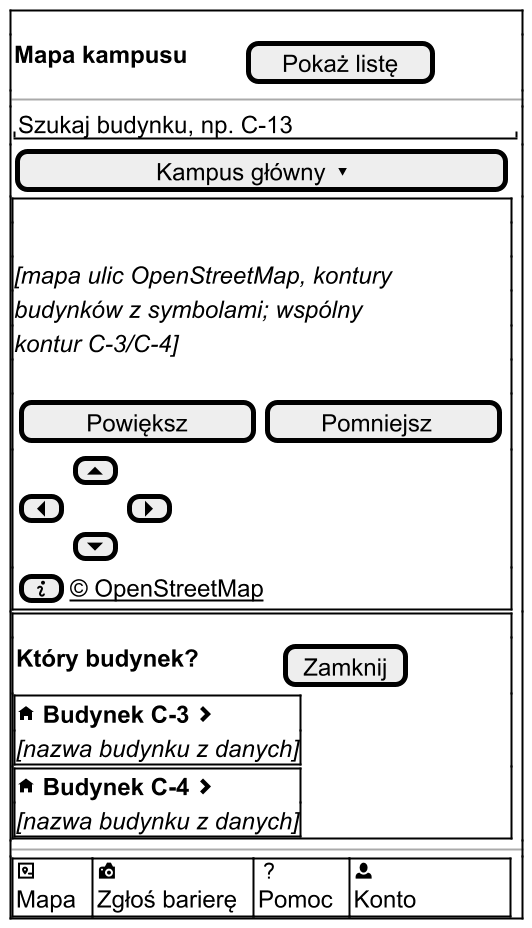 Mapa kampusu
Pokaż listę
Szukaj budynku, np. C-13
Kampus główny ▾
[mapa ulic OpenStreetMap, kontury
budynków z symbolami; wspólny
kontur C-3/C-4]
Powiększ
Pomniejsz
i © OpenStreetMap
Który budynek?
Zamknij
Budynek C-3
[nazwa budynku z danych]
Budynek C-4
[nazwa budynku z danych]
?
Mapa
Zgłoś barierę
Pomoc
Konto